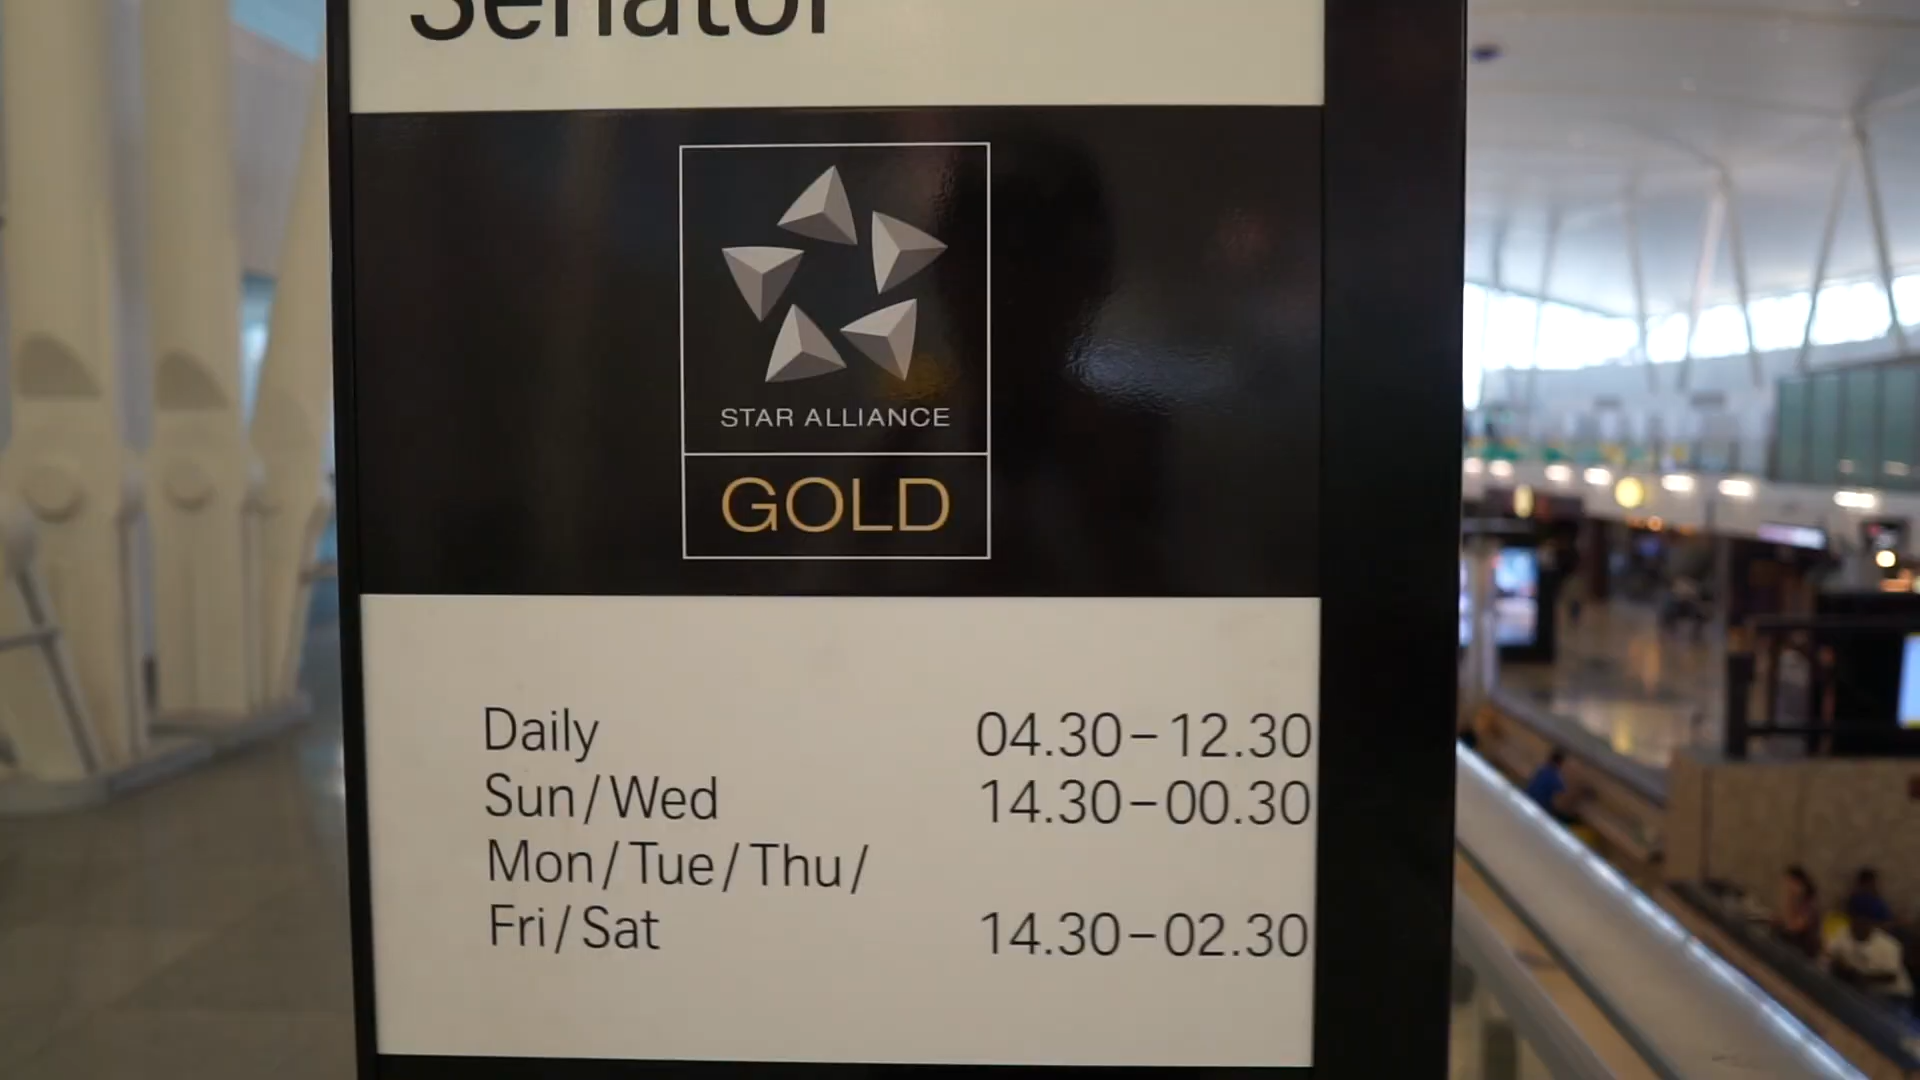 Senator
STAR ALLIANCE
GOLD
Daily 04.30–12.30
Sun/Wed 14.30–00.30
Mon/Tue/Thu/
Fri/Sat 14.30–02.30